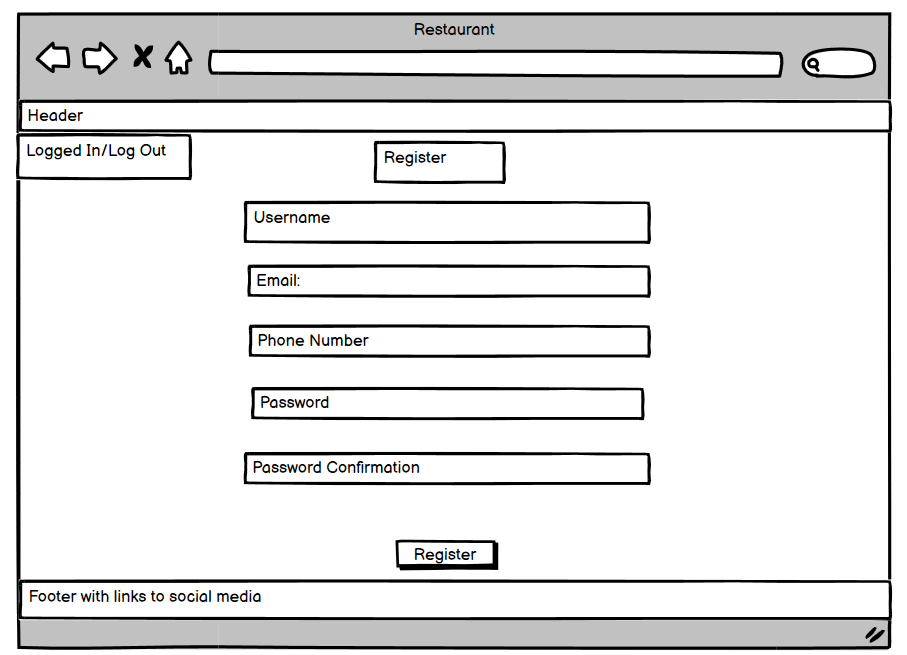 Restaurant
Header
Logged In/Log Out
Register
Username
Email:
Phone Number
Password
Password Confirmation
Register
Footer with links to social media